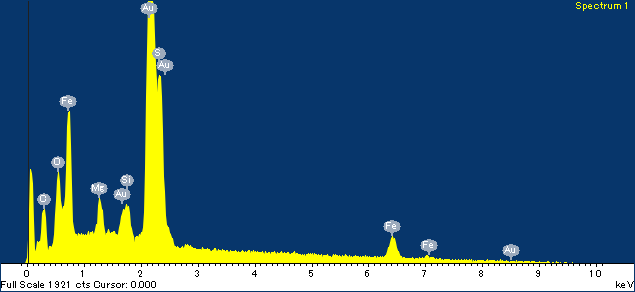 Spectrum 1
Au
S
Au
Fe
O
Mg
Si
Au
O
Fe
Fe
Au
0 1 2 3 4 5 6 7 8 9 10
Full Scale 1921 cts Cursor: 0.000 keV